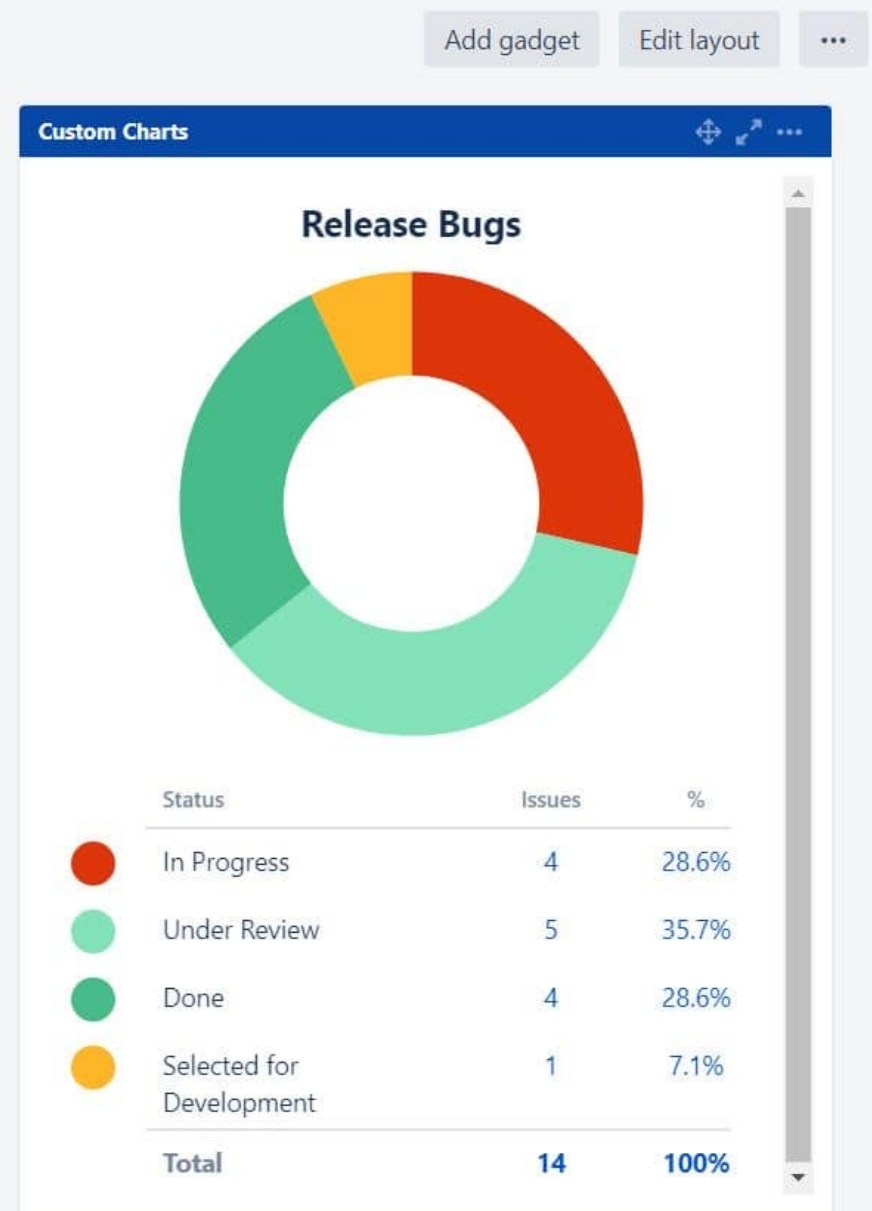 Add gadget Edit layout •••
Custom Charts
Release Bugs
Status Issues %
In Progress 4 28.6%
Under Review 5 35.7%
Done 4 28.6%
Selected for 1 7.1%
Development
Total 14 100%